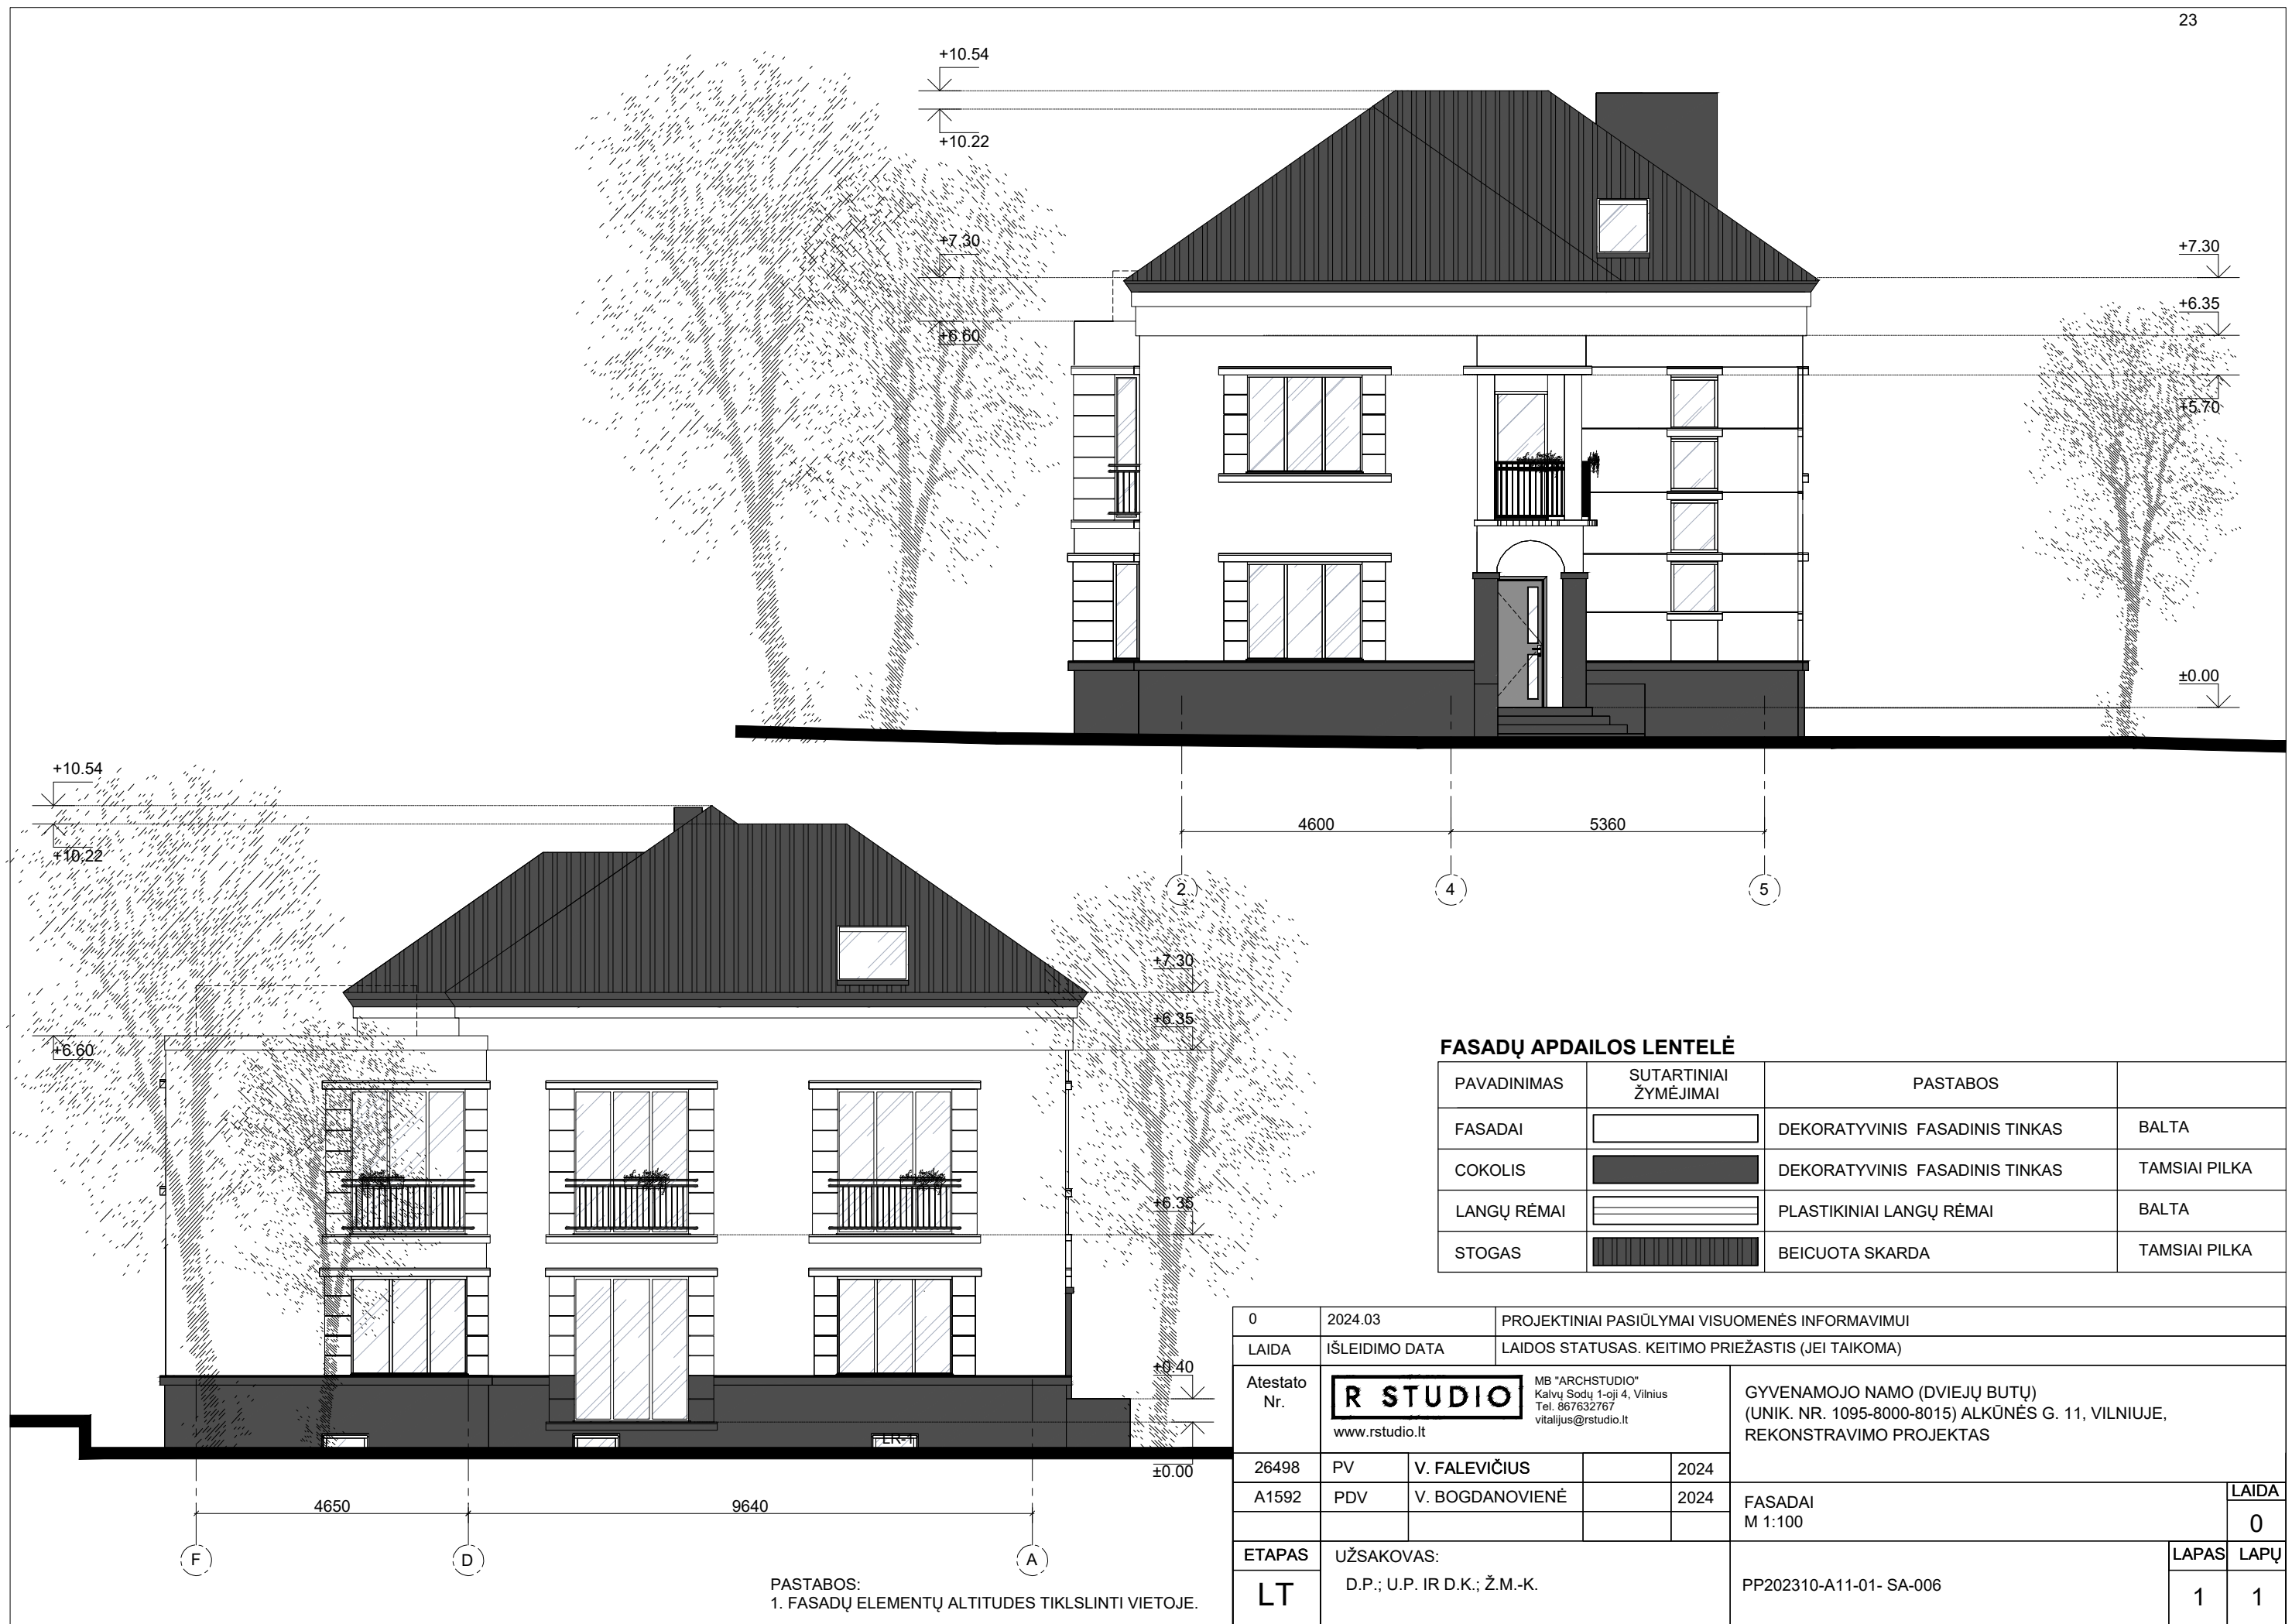 23
+10.54
+10.22
+7.30
+6.60
+7.30
+6.35
+5.70
±0.00
4600
5360
2
4
5
+10.54
+10.22
+6.60
+7.30
+6.35
+6.35
+0.40
±0.00
LR-1
4650
9640
F
D
A
PASTABOS:
1. FASADŲ ELEMENTŲ ALTITUDES TIKLSLINTI VIETOJE.
FASADŲ APDAILOS LENTELĖ
PAVADINIMAS
SUTARTINIAI
ŽYMĖJIMAI
PASTABOS
FASADAI DEKORATYVINIS FASADINIS TINKAS BALTA
COKOLIS DEKORATYVINIS FASADINIS TINKAS TAMSIAI PILKA
LANGŲ RĖMAI PLASTIKINIAI LANGŲ RĖMAI BALTA
STOGAS BEICUOTA SKARDA TAMSIAI PILKA
0 2024.03 PROJEKTINIAI PASIŪLYMAI VISUOMENĖS INFORMAVIMUI
LAIDA IŠLEIDIMO DATA LAIDOS STATUSAS. KEITIMO PRIEŽASTIS (JEI TAIKOMA)
Atestato
Nr.
R STUDIO
www.rstudio.lt
MB "ARCHSTUDIO"
Kalvų Sodų 1-oji 4, Vilnius
Tel. 867632767
vitalijus@rstudio.lt
GYVENAMOJO NAMO (DVIEJŲ BUTŲ)
(UNIK. NR. 1095-8000-8015) ALKŪNĖS G. 11, VILNIUJE,
REKONSTRAVIMO PROJEKTAS
26498 PV V. FALEVIČIUS 2024
A1592 PDV V. BOGDANOVIENĖ 2024
FASADAI
M 1:100
LAIDA
0
ETAPAS
LT
UŽSAKOVAS:
D.P.; U.P. IR D.K.; Ž.M.-K.
PP202310-A11-01- SA-006
LAPAS LAPŲ
1 1